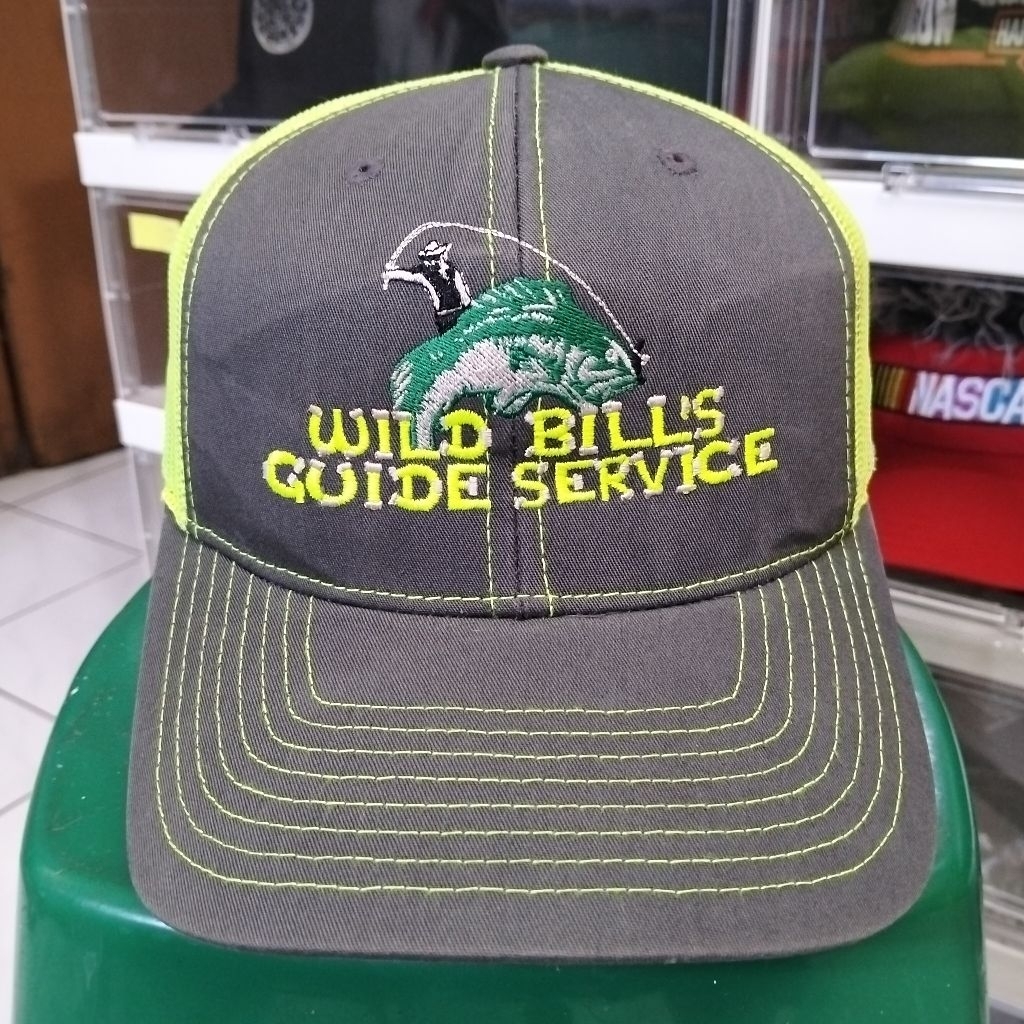 WILD BILL'S
GUIDE SERVICE
NASCA